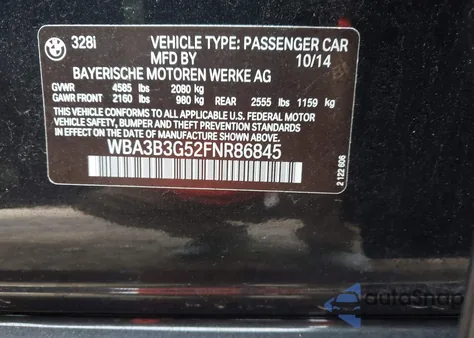 328i VEHICLE TYPE: PASSENGER CAR
MFD BY 10/14
BAYERISCHE MOTOREN WERKE AG
GVWR 4585 lbs 2080 kg
GAWR FRONT 2160 lbs 980 kg REAR 2555 lbs 1159 kg
THIS VEHICLE CONFORMS TO ALL APPLICABLE U.S. FEDERAL MOTOR
VEHICLE SAFETY, BUMPER AND THEFT PREVENTION STANDARDS
IN EFFECT ON THE DATE OF MANUFACTURE SHOWN ABOVE.
WBA3B3G52FNR86845
2 122 606
autoSnap